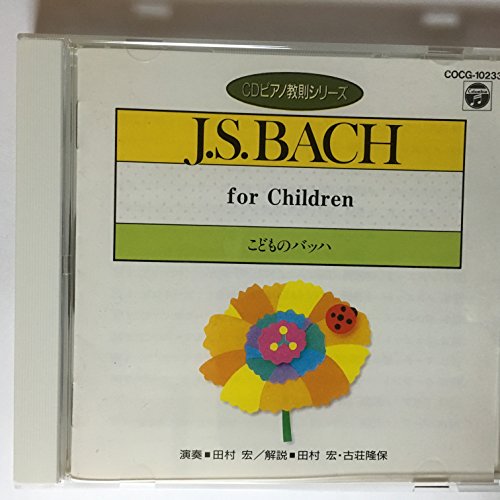 COCG-10233
Columbia
CDピアノ教則シリーズ
J.S.BACH
for Children
こどものバッハ
演奏■田村 宏／解説■田村 宏・古荘隆保